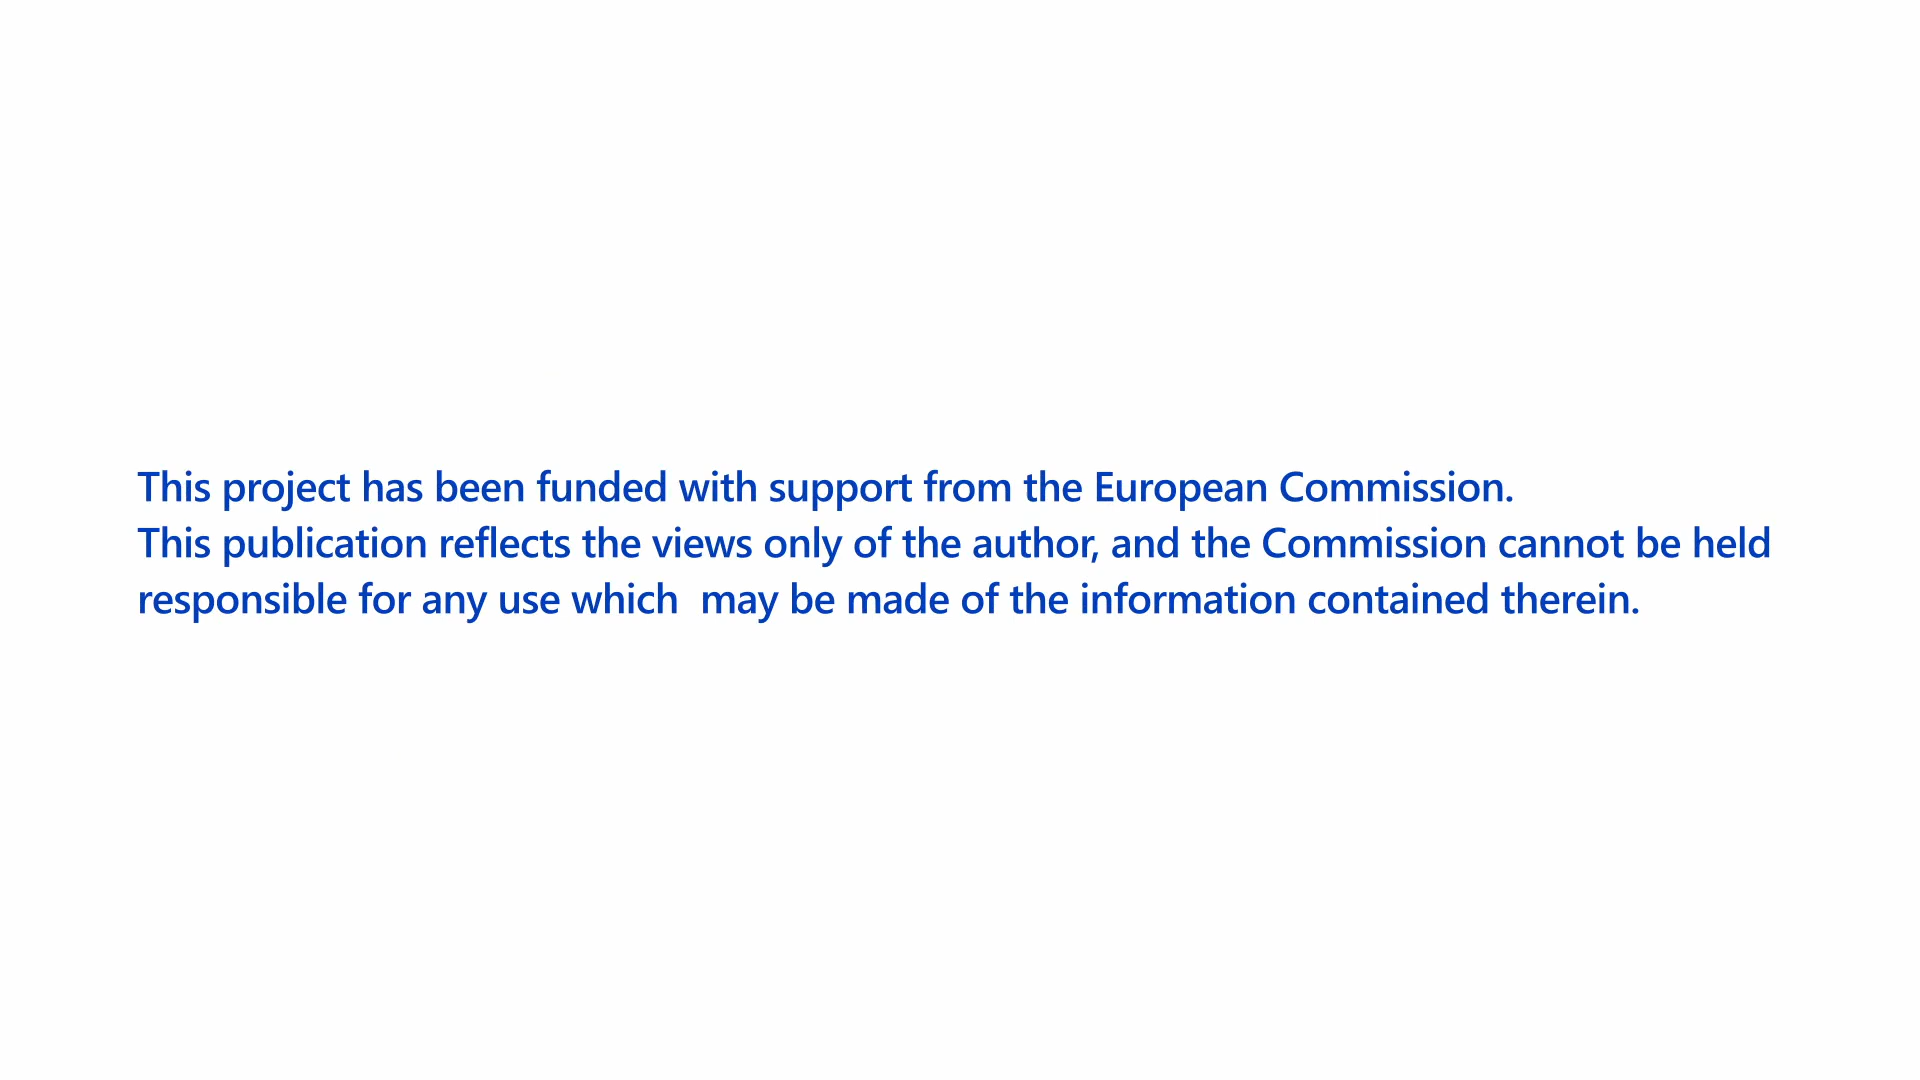 This project has been funded with support from the European Commission.
This publication reflects the views only of the author, and the Commission cannot be held
responsible for any use which  may be made of the information contained therein.